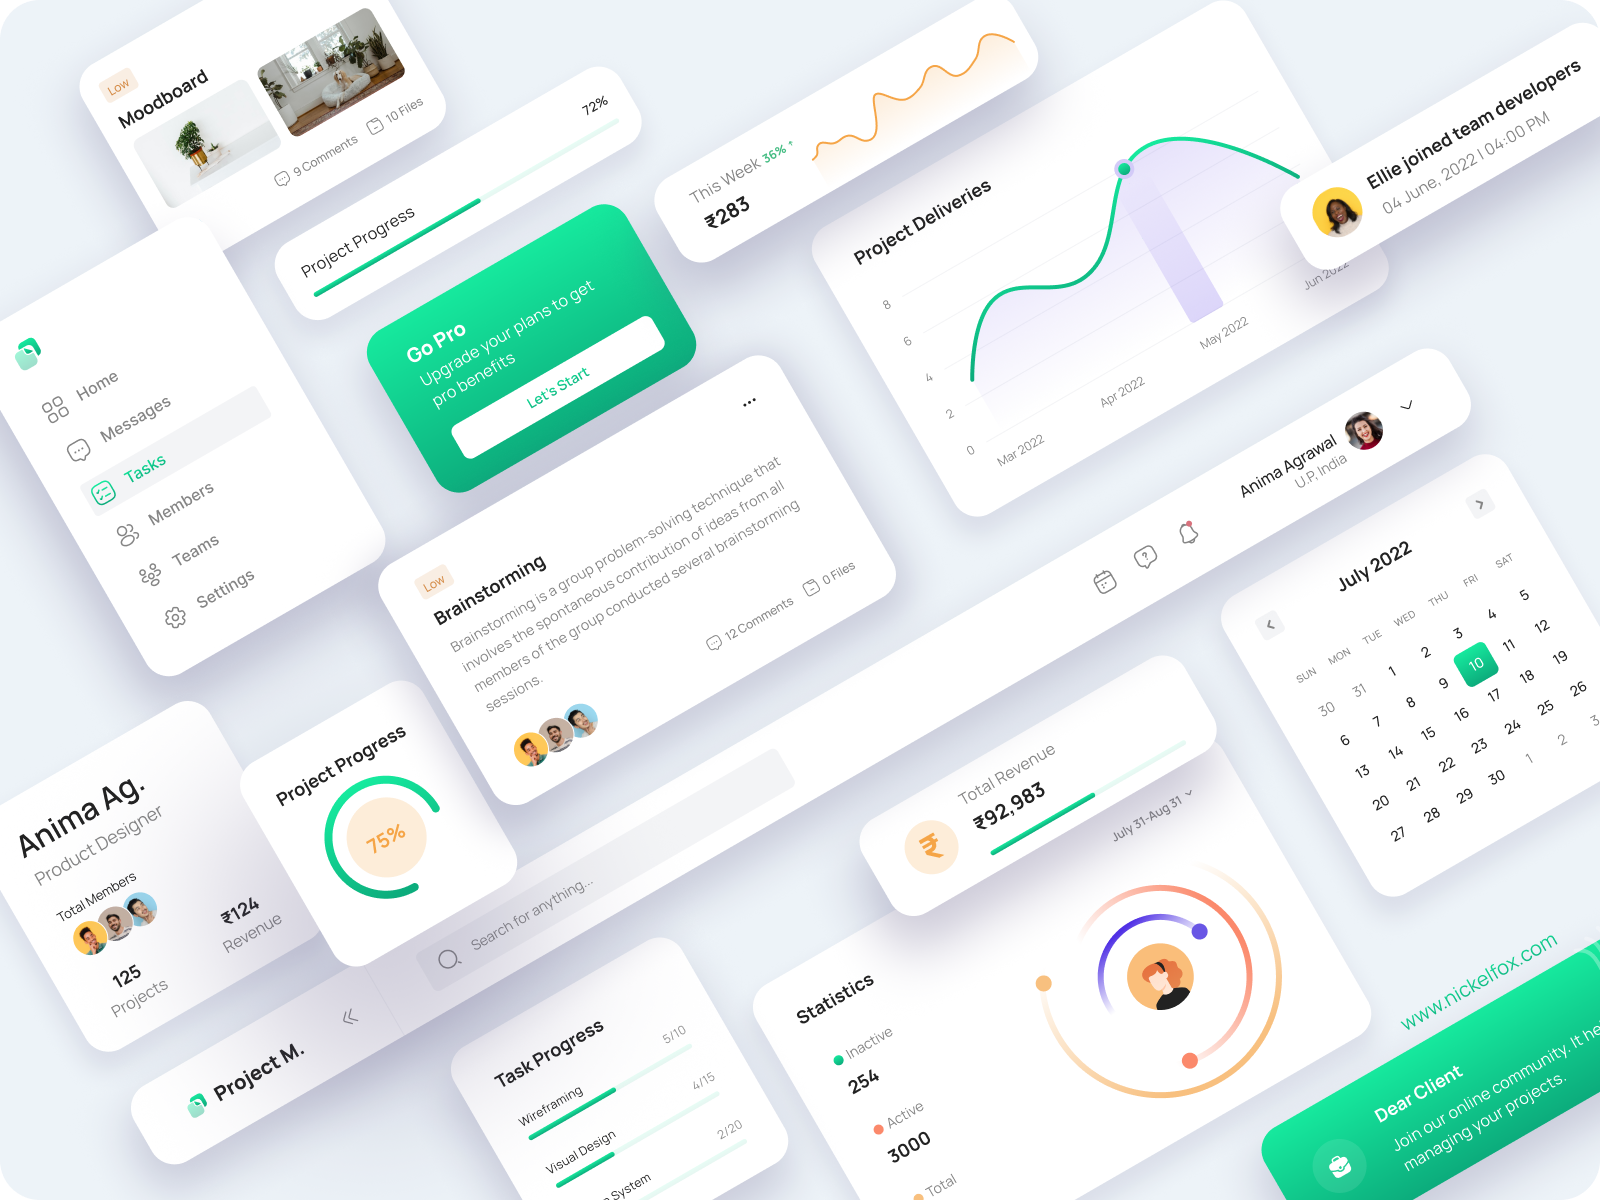 Low
Moodboard
9 Comments
10 Files
Project Progress
72%
This Week 36% ↑
₹283
Project Deliveries
8
6
4
2
0
Mar 2022
Apr 2022
May 2022
Jun 2022
Ellie joined team developers
04 June, 2022 | 04:00 PM
Home
Messages
Tasks
Members
Teams
Settings
Go Pro
Upgrade your plans to get
pro benefits
Let's Start
Low
Brainstorming
Brainstorming is a group problem-solving technique that
involves the spontaneous contribution of ideas from all
members of the group conducted several brainstorming
sessions.
12 Comments
0 Files
Anima Agrawal
U.P, India
July 2022
SUN MON TUE WED THU FRI SAT
30 31 1 2 3 4 5
6 7 8 9 10 11 12
13 14 15 16 17 18 19
20 21 22 23 24 25 26
27 28 29 30 1 2 3
Anima Ag.
Product Designer
Total Members
125
Projects
₹124
Revenue
Project Progress
75%
Project M.
Search for anything...
Total Revenue
₹92,983
July 31-Aug 31
Statistics
Inactive
254
Active
3000
Total
Task Progress
Wireframing
5/10
Visual Design
4/15
System
2/20
www.nickelfox.com
Dear Client
Join our online community. It he
managing your projects.